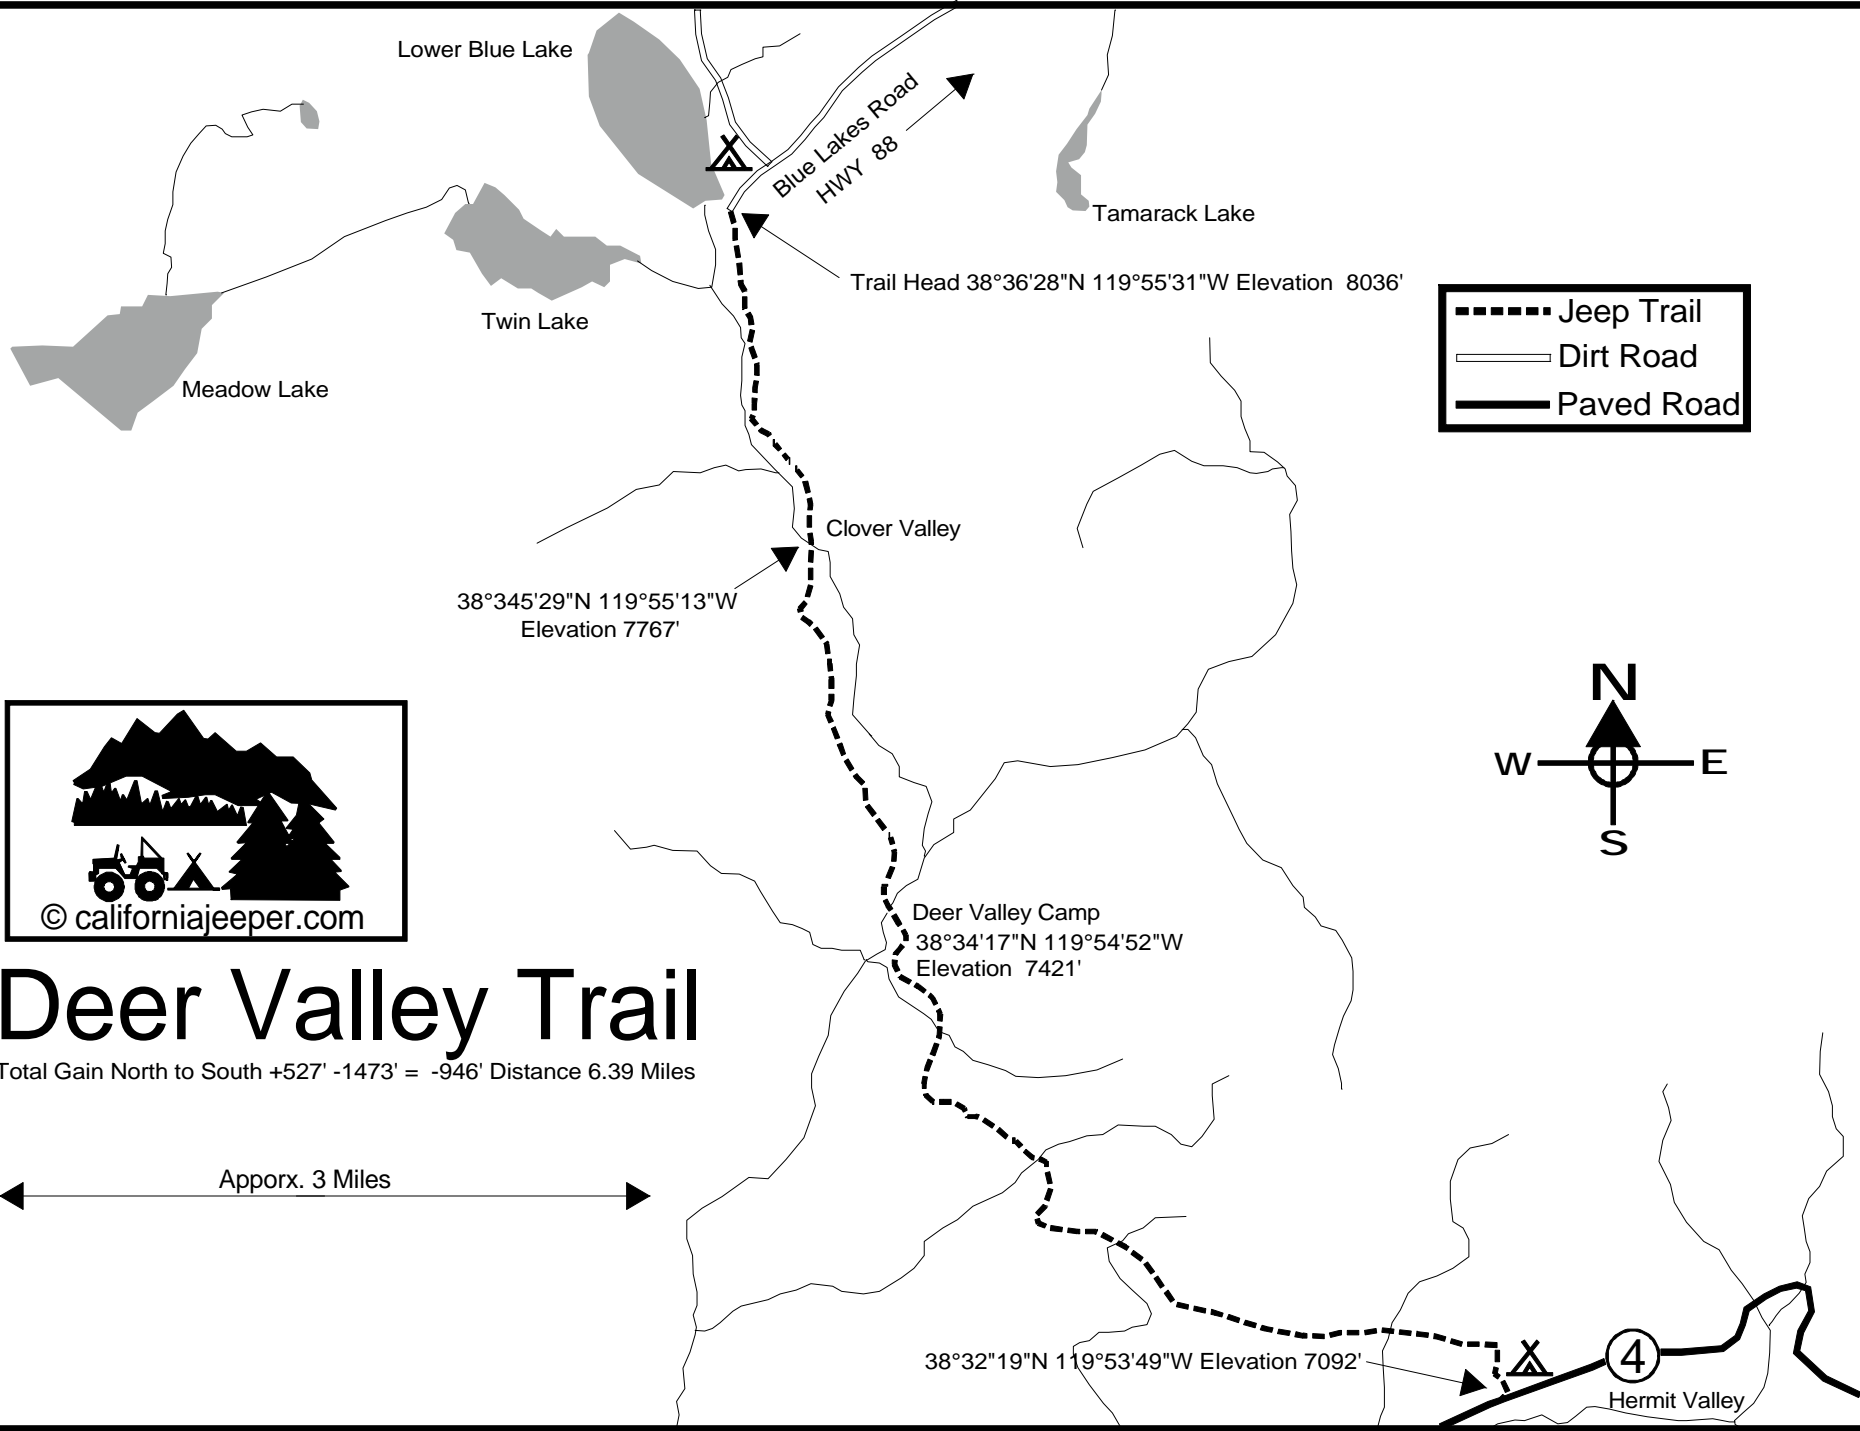 Lower Blue Lake
Blue Lakes Road
HWY 88
Tamarack Lake
Trail Head 38°36'28"N 119°55'31"W Elevation 8036'
Twin Lake
Meadow Lake
Jeep Trail
Dirt Road
Paved Road
Clover Valley
38°345'29"N 119°55'13"W
Elevation 7767'
N
W
E
S
© californiajeeper.com
Deer Valley Camp
38°34'17"N 119°54'52"W
Elevation 7421'
Deer Valley Trail
Total Gain North to South +527' -1473' = -946' Distance 6.39 Miles
Apporx. 3 Miles
38°32"19"N 119°53'49"W Elevation 7092'
4
Hermit Valley